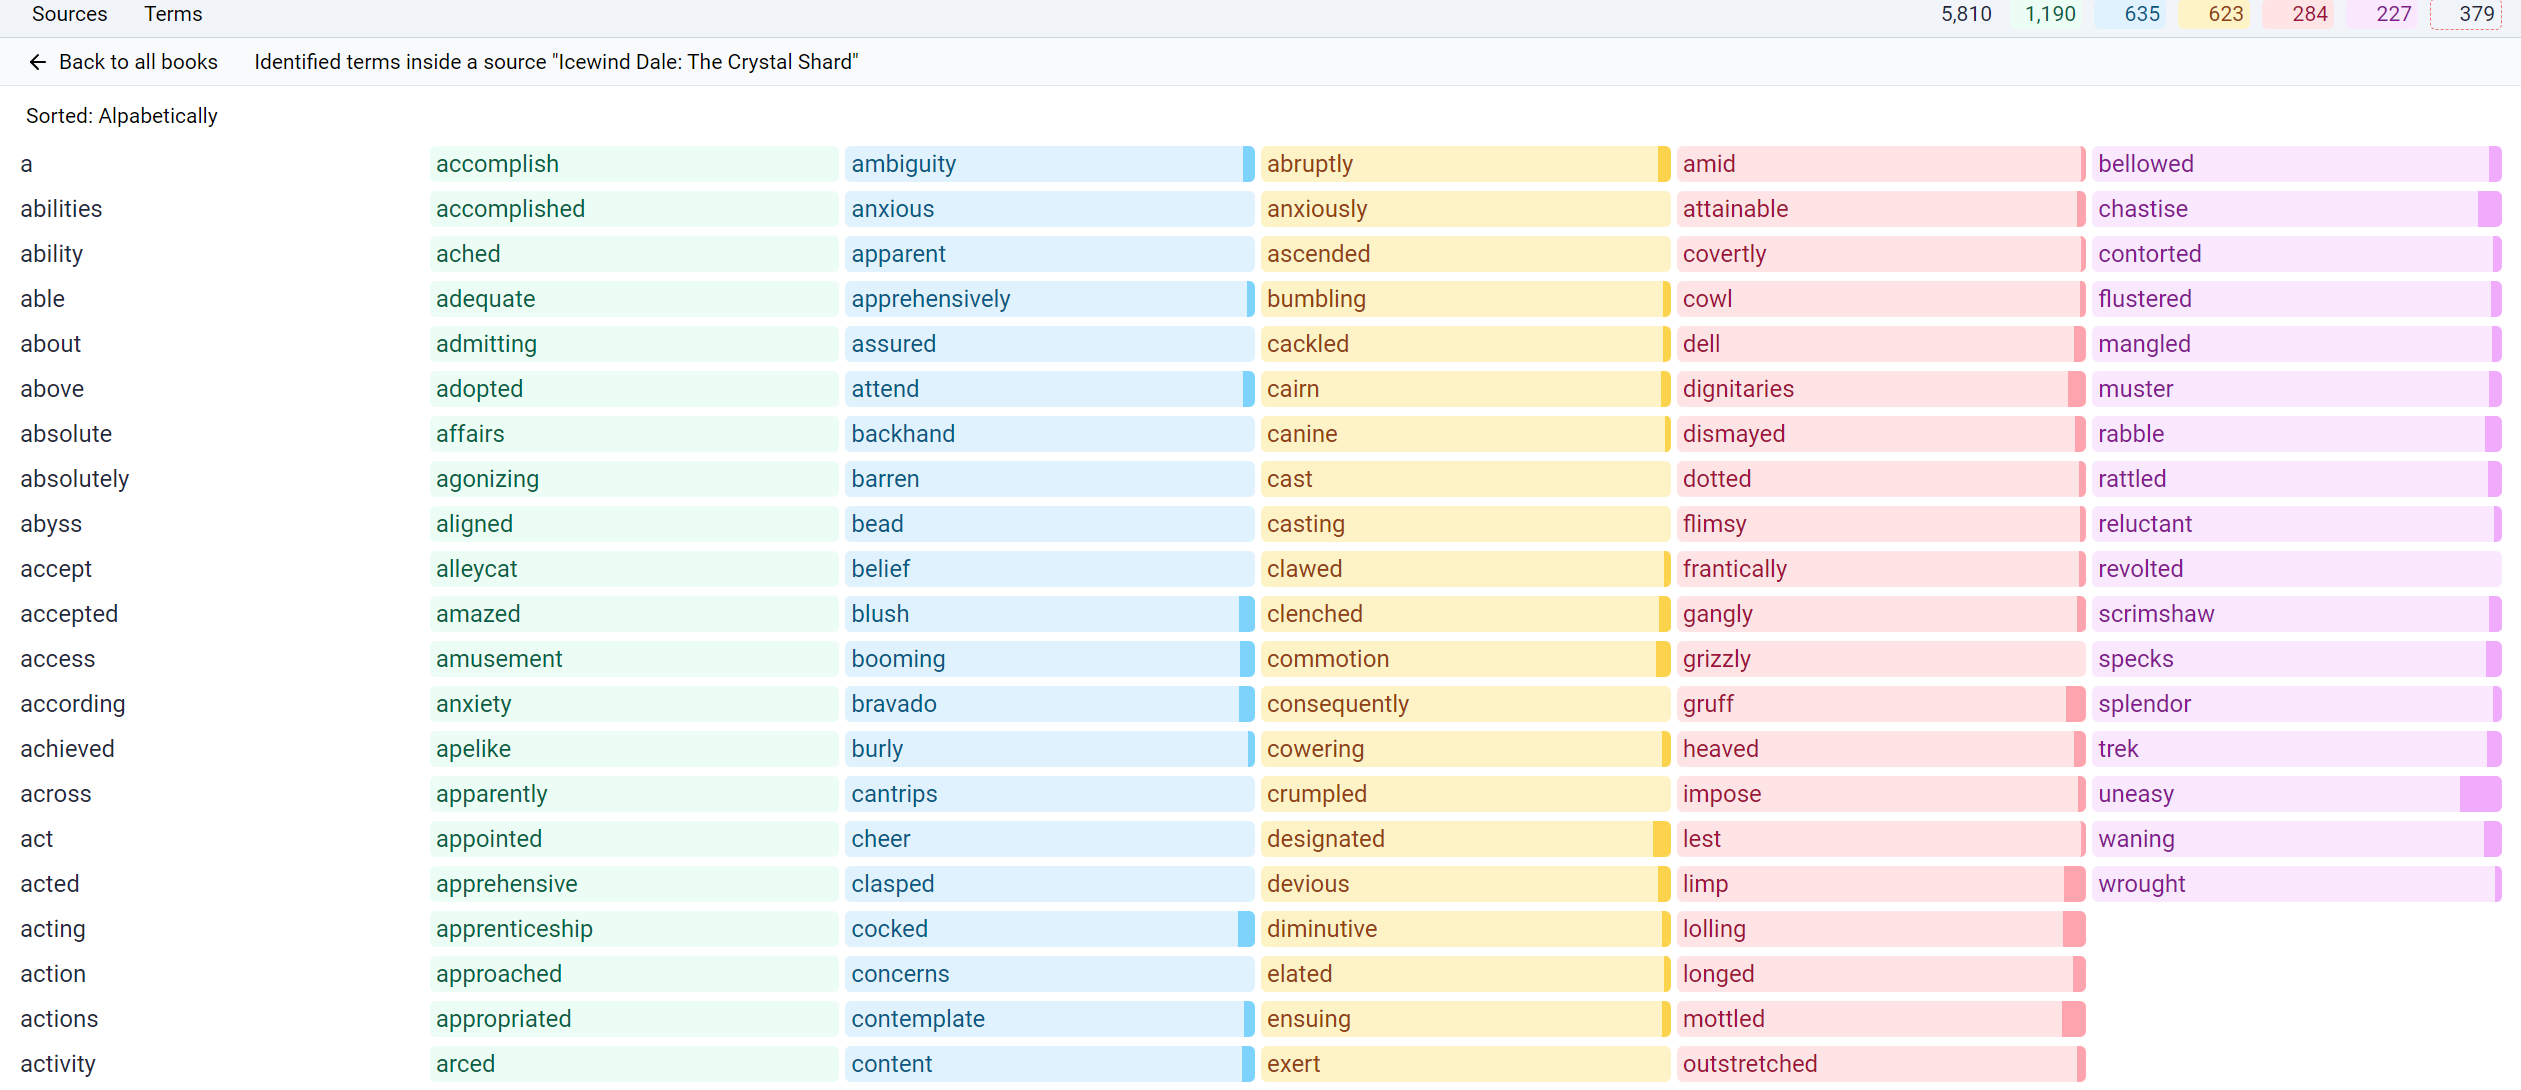 Sources Terms 5,810 1,190 635 623 284 227 379
Back to all books Identified terms inside a source "Icewind Dale: The Crystal Shard"
Sorted: Alpabetically
a accomplish ambiguity abruptly amid bellowed
abilities accomplished anxious anxiously attainable chastise
ability ached apparent ascended covertly contorted
able adequate apprehensively bumbling cowl flustered
about admitting assured cackled dell mangled
above adopted attend cairn dignitaries muster
absolute affairs backhand canine dismayed rabble
absolutely agonizing barren cast dotted rattled
abyss aligned bead casting flimsy reluctant
accept alleycat belief clawed frantically revolted
accepted amazed blush clenched gangly scrimshaw
access amusement booming commotion grizzly specks
according anxiety bravado consequently gruff splendor
achieved apelike burly cowering heaved trek
across apparently cantrips crumpled impose uneasy
act appointed cheer designated lest waning
acted apprehensive clasped devious limp wrought
acting apprenticeship cocked diminutive lolling
action approached concerns elated longed
actions appropriated contemplate ensuing mottled
activity arced content exert outstretched